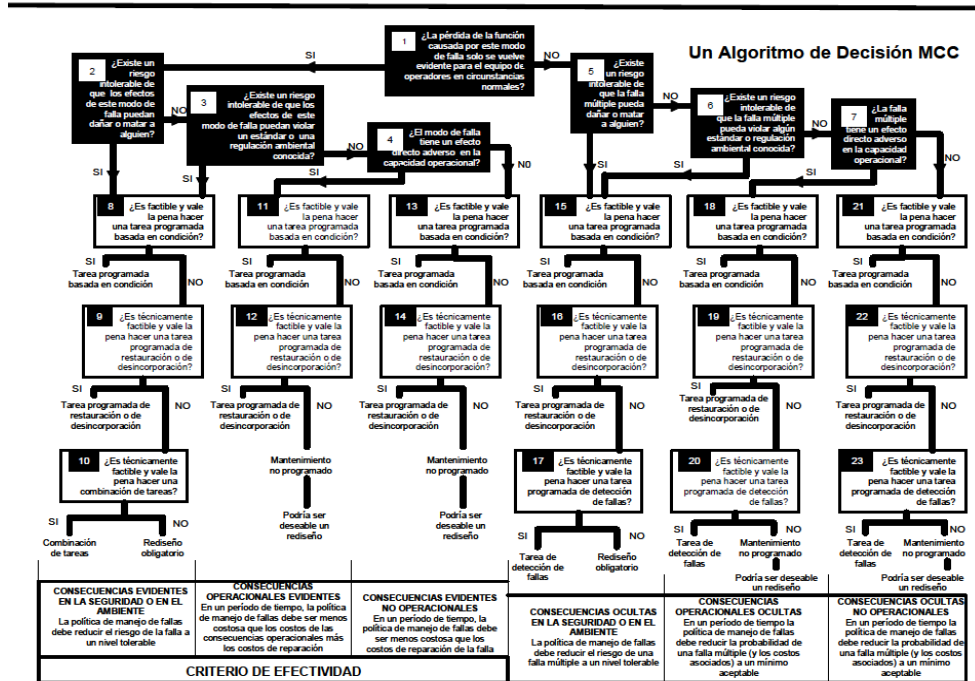 Un Algoritmo de Decisión MCC
1
¿La pérdida de la función
causada por este modo
de falla solo se vuelve
evidente para el equipo de
operadores en circunstancias
normales?
SI
NO
2
¿Existe un
riesgo
intolerable de
que los efectos
de este modo de
falla puedan
dañar o matar a
alguien?
NO
SI
3
¿Existe un riesgo
intolerable de que los
efectos de este
modo de falla puedan violar
un estándar o una
regulación ambiental
conocida?
NO
SI
4
¿El modo de falla
tiene un efecto
directo adverso en la
capacidad operacional?
SI
NO
5
¿Existe
un riesgo
intolerable de
que la falla
múltiple pueda
dañar o matar
a alguien?
NO
SI
6
¿Existe un riesgo
intolerable de
que la falla múltiple
pueda violar algún
estándar o regulación
ambiental conocida?
NO
SI
7
¿La falla
múltiple
tiene un efecto
directo adverso
en la capacidad
operacional?
SI
NO
8
¿Es factible y vale
la pena hacer
una tarea programada
basada en condición?
11
¿Es factible y vale
la pena hacer
una tarea programada
basada en condición?
13
¿Es factible y vale
la pena hacer
una tarea programada
basada en condición?
15
¿Es factible y vale
la pena hacer
una tarea programada
basada en condición?
18
¿Es factible y vale
la pena hacer
una tarea programada
basada en condición?
21
¿Es factible y vale
la pena hacer
una tarea programada
basada en condición?
SI
Tarea programada
basada en condición
NO
SI
Tarea programada
basada en condición
NO
SI
Tarea programada
basada en condición
NO
SI
Tarea programada
basada en condición
NO
SI
Tarea programada
basada en condición
NO
SI
Tarea programada
basada en condición
NO
9
¿Es técnicamente
factible y vale la
pena hacer una tarea
programada de
restauración o de
desincorporación?
12
¿Es técnicamente
factible y vale la
pena hacer una tarea
programada de
restauración o de
desincorporación?
14
¿Es técnicamente
factible y vale la
pena hacer una tarea
programada de
restauración o de
desincorporación?
16
¿Es técnicamente
factible y vale la
pena hacer una tarea
programada de
restauración o de
desincorporación?
19
¿Es técnicamente
factible y vale la
pena hacer una tarea
programada de
restauración o de
desincorporación?
22
¿Es técnicamente
factible y vale la
pena hacer una tarea
programada de
restauración o de
desincorporación?
SI
Tarea programada de
restauración o de
desincorporación
NO
SI
Tarea programada de
restauración o de
desincorporación
NO
SI
Tarea programada de
restauración o de
desincorporación
NO
SI
Tarea programada de
restauración o de
desincorporación
NO
SI
Tarea programada de
restauración o de
desincorporación
NO
SI
Tarea programada de
restauración o de
desincorporación
NO
10
¿Es técnicamente
factible y vale la
pena hacer una
combinación de tareas?
Mantenimiento
no programado
Podría ser
deseable un
rediseño
Mantenimiento
no programado
Podría ser
deseable un
rediseño
17
¿Es técnicamente
factible y vale la
pena hacer una tarea
programada de detección
de fallas?
20
¿Es técnicamente
factible y vale la
pena hacer una tarea
programada de detección
de fallas?
23
¿Es técnicamente
factible y vale la
pena hacer una tarea
programada de detección
de fallas?
SI
Combinación
de tareas
NO
Rediseño
obligatorio
SI
Tarea de
detección de
fallas
NO
Rediseño
obligatorio
SI
Tarea de
detección de
fallas
NO
Mantenimiento
no programado
Podría ser deseable
un rediseño
SI
Tarea de
detección de
fallas
NO
Mantenimiento
no programado
Podría ser deseable
un rediseño
CONSECUENCIAS EVIDENTES
EN LA SEGURIDAD O EN EL
AMBIENTE
La política de manejo de fallas
debe reducir el riesgo de la falla a
un nivel tolerable
CONSECUENCIAS
OPERACIONALES EVIDENTES
En un período de tiempo, la política
de manejo de fallas debe ser menos
costosa que los costos de las
consecuencias operacionales más
los costos de reparación
CONSECUENCIAS EVIDENTES
NO OPERACIONALES
En un período de tiempo, la
política de manejo de fallas debe
ser menos costosa que los
costos de reparación de la falla
CONSECUENCIAS OCULTAS
EN LA SEGURIDAD O EN EL
AMBIENTE
La política de manejo de fallas
debe reducir el riesgo de una
falla múltiple a un nivel tolerable
CONSECUENCIAS
OPERACIONALES OCULTAS
En un período de tiempo la
política de manejo de fallas
debe reducir la probabilidad de
una falla múltiple (y los costos
asociados) a un mínimo
aceptable
CONSECUENCIAS OCULTAS
NO OPERACIONALES
En un período de tiempo la
política de manejo de fallas
debe reducir la probabilidad de
una falla múltiple (y los costos
asociados) a un mínimo
aceptable
CRITERIO DE EFECTIVIDAD